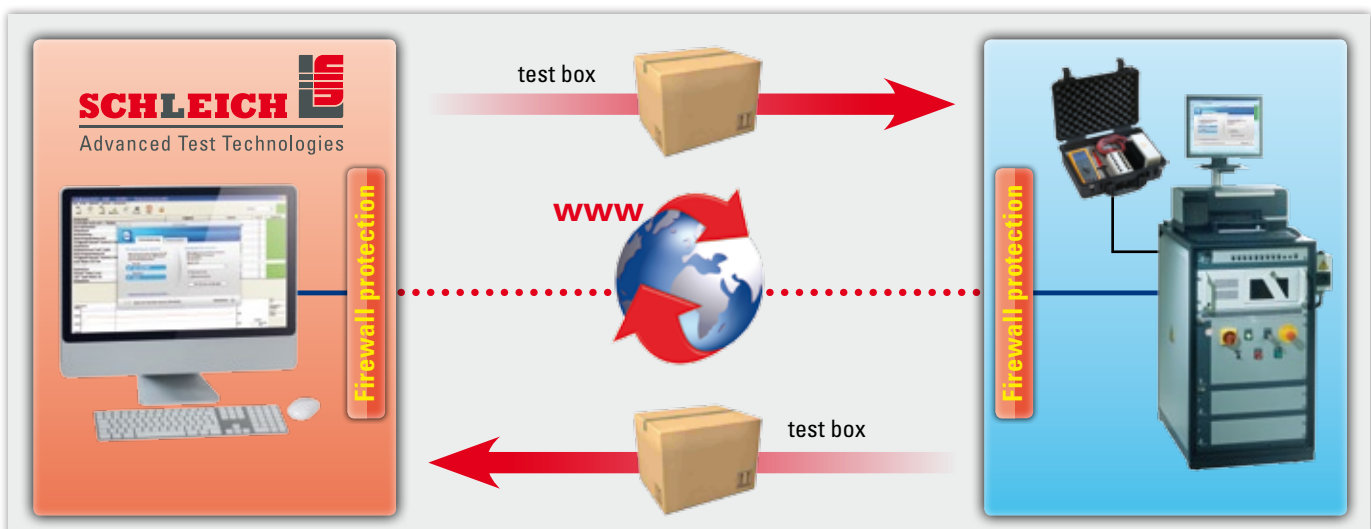 test box
SCHLEICH
Advanced Test Technologies
www
Firewall protection
Firewall protection
test box